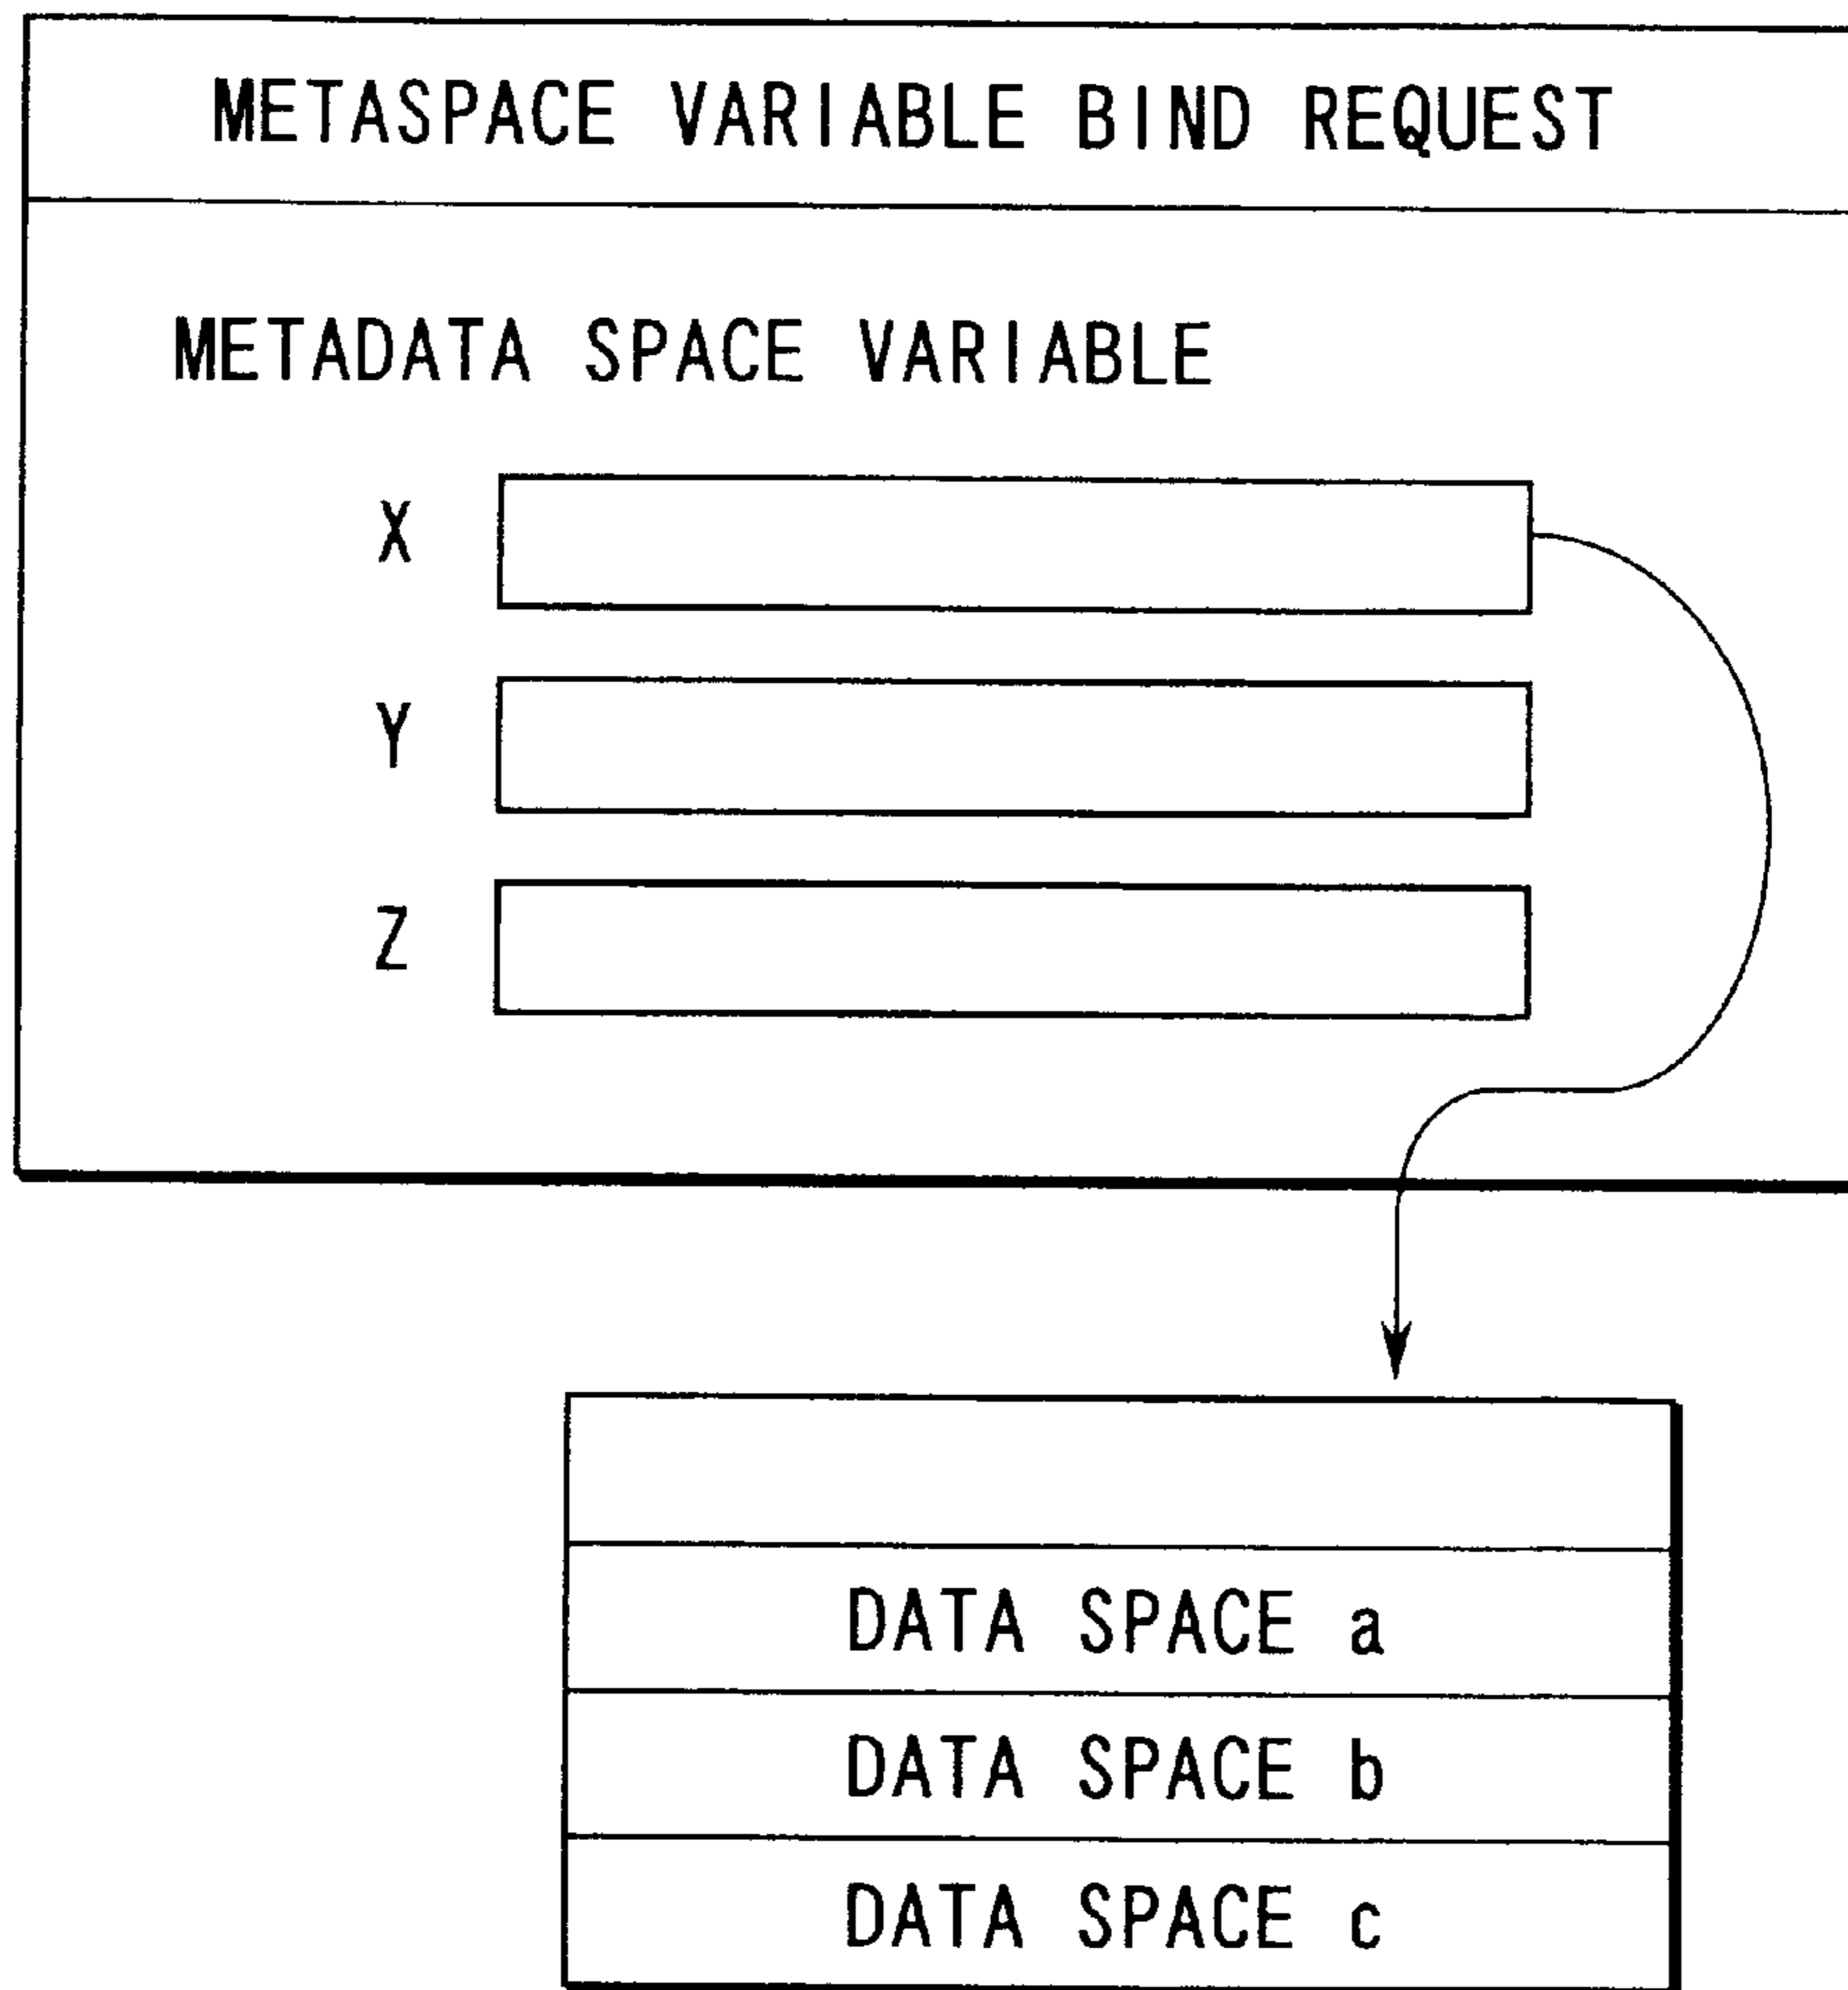 METASPACE VARIABLE BIND REQUEST
METADATA SPACE VARIABLE
X
Y
Z
DATA SPACE a
DATA SPACE b
DATA SPACE c